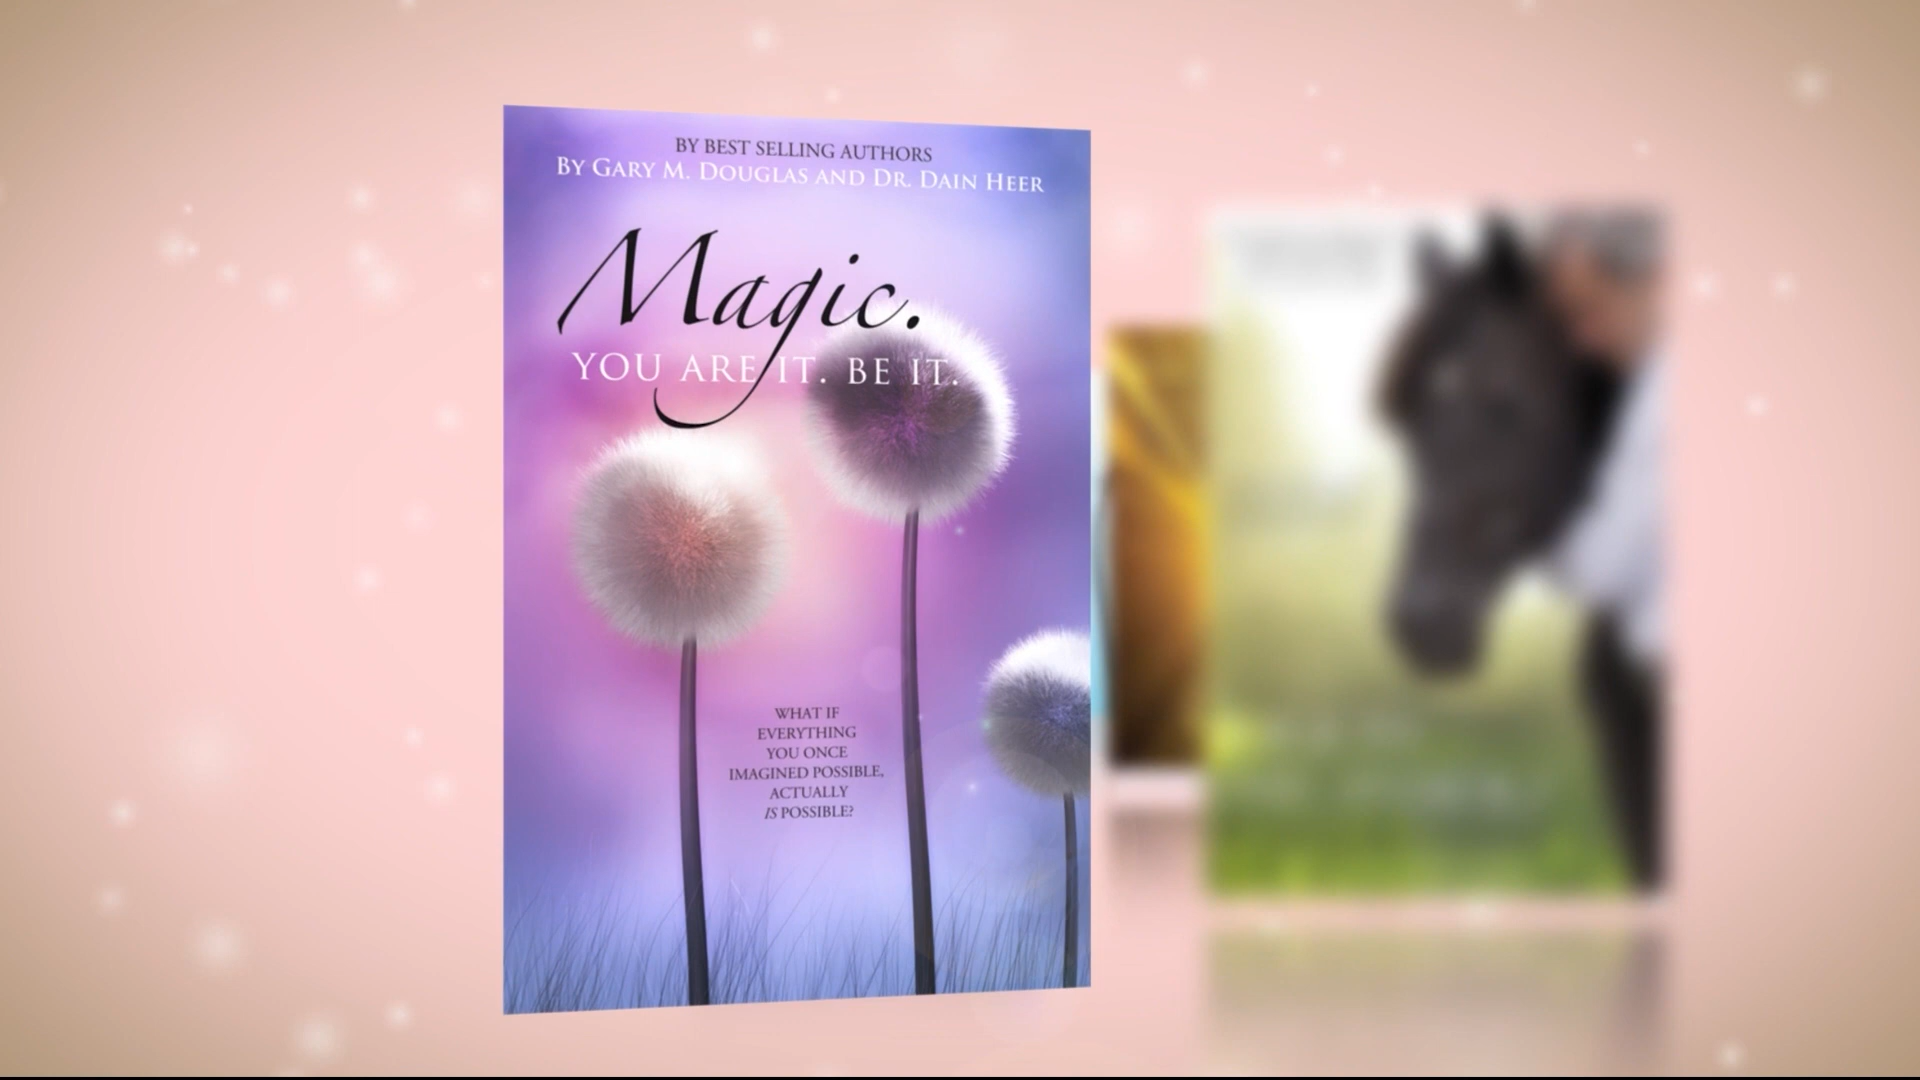 BY BEST SELLING AUTHORS
BY GARY M. DOUGLAS AND DR. DAIN HEER
Magic.
YOU ARE IT. BE IT.
WHAT IF
EVERYTHING
YOU ONCE
IMAGINED POSSIBLE,
ACTUALLY
IS POSSIBLE?